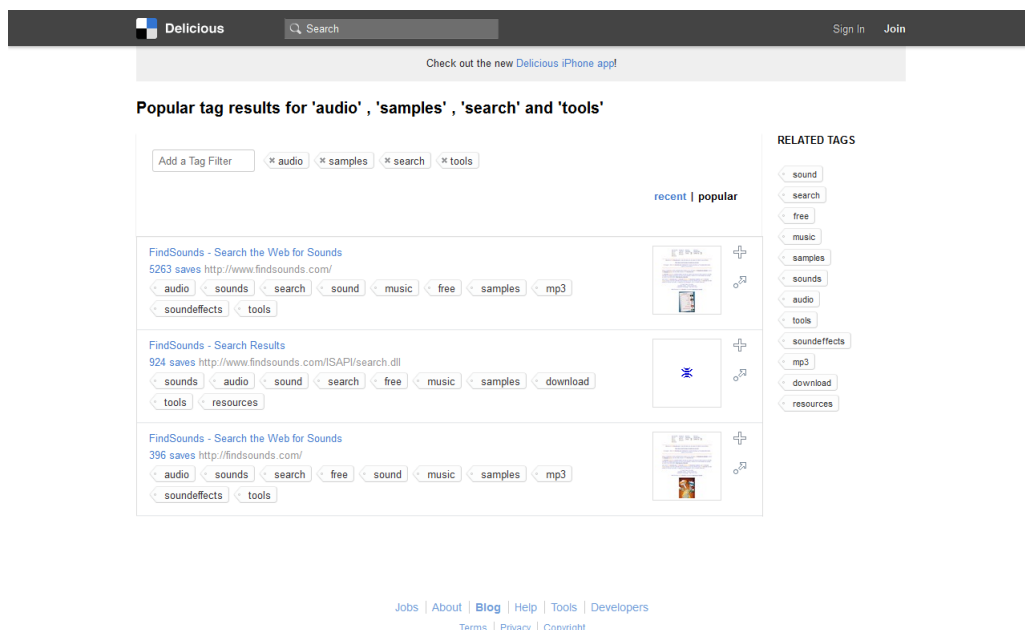 Delicious Search Sign In Join
Check out the new Delicious iPhone app!
Popular tag results for 'audio' , 'samples' , 'search' and 'tools'
Add a Tag Filter × audio × samples × search × tools
recent | popular
FindSounds - Search the Web for Sounds
5263 saves http://www.findsounds.com/
audio sounds search sound music free samples mp3
soundeffects tools
FindSounds - Search Results
924 saves http://www.findsounds.com/ISAPI/search.dll
sounds audio sound search free music samples download
tools resources
FindSounds - Search the Web for Sounds
396 saves http://findsounds.com/
audio sounds search free sound music samples mp3
soundeffects tools
RELATED TAGS
sound
search
free
music
samples
sounds
audio
tools
soundeffects
mp3
download
resources
Jobs | About | Blog | Help | Tools | Developers
Terms | Privacy | Copyright